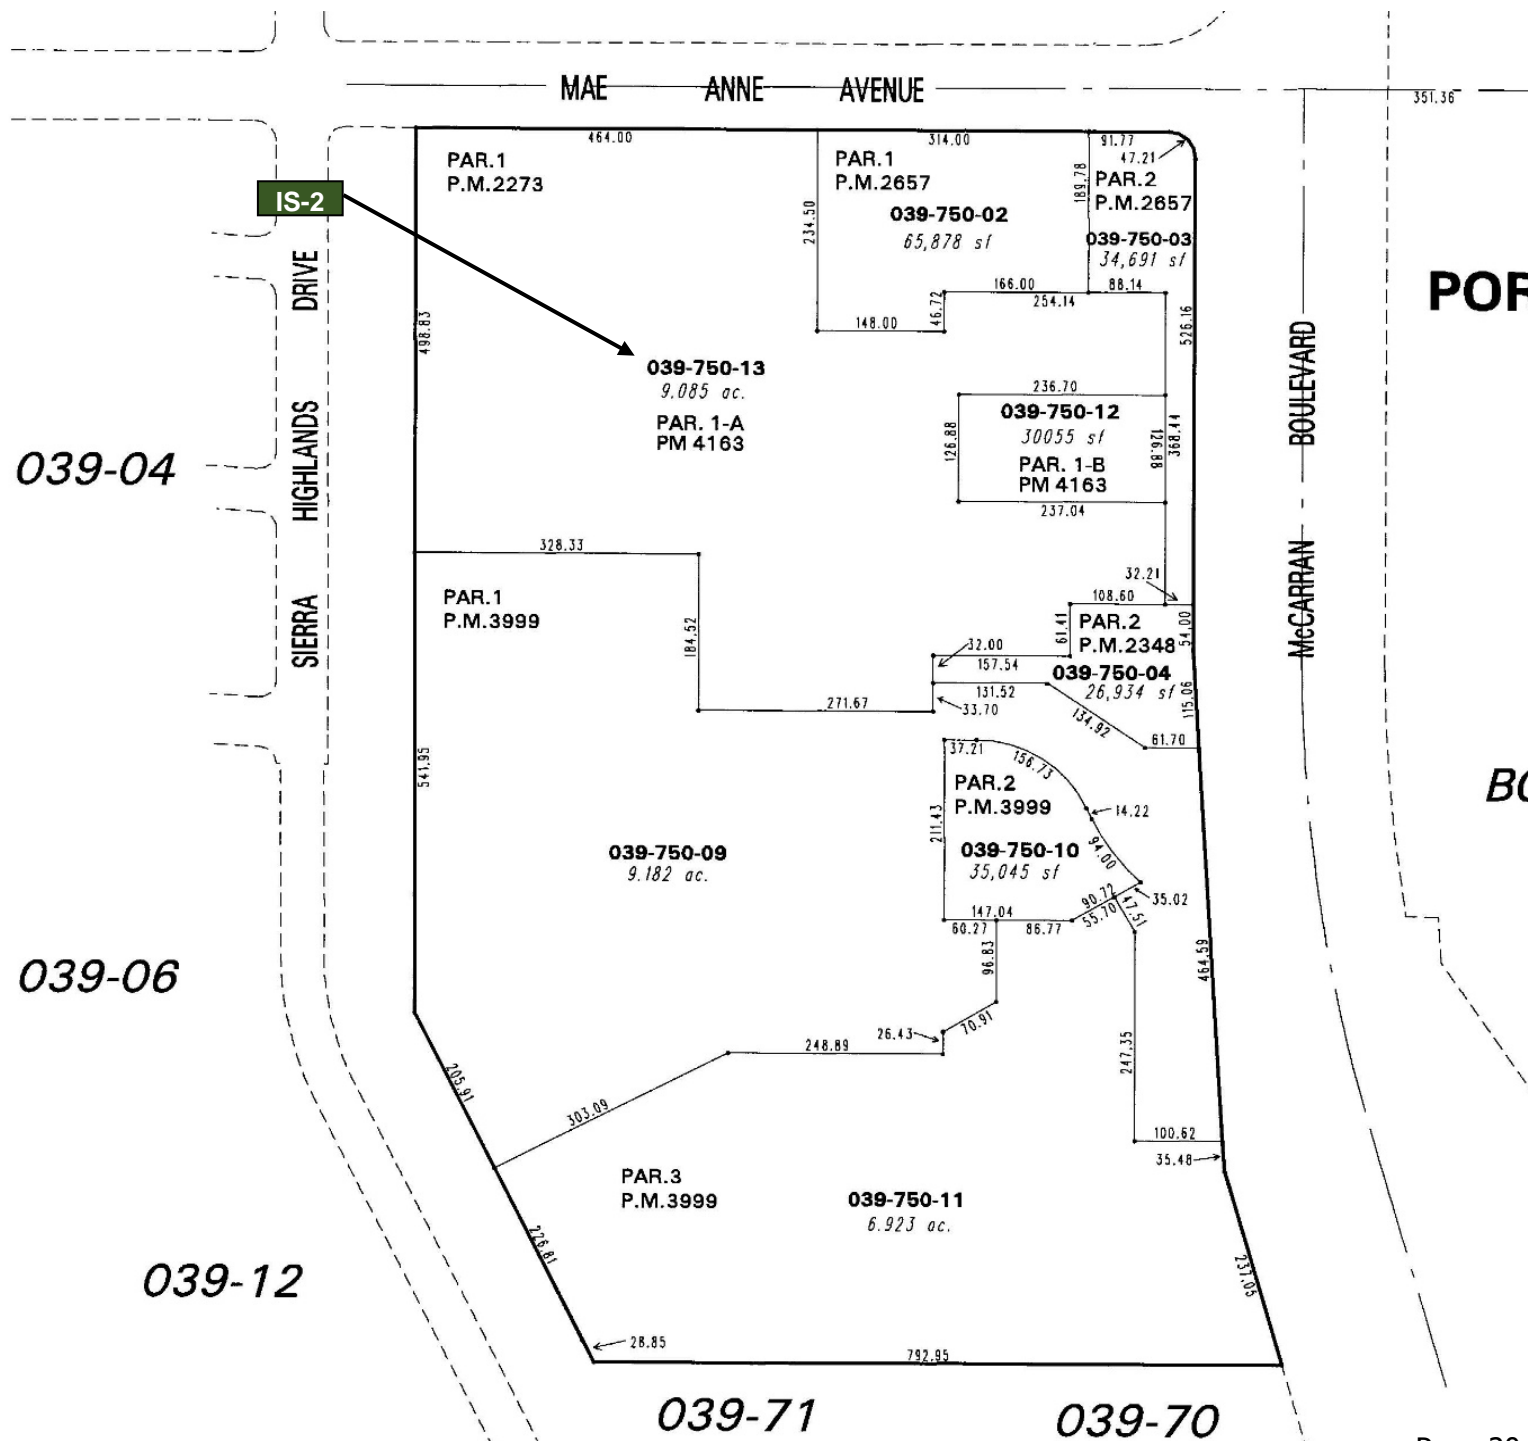 MAE ANNE AVENUE
351.36
464.00
314.00
91.77
47.21
PAR.1
P.M.2273
PAR.1
P.M.2657
039-750-02
65,878 sf
189.78
PAR.2
P.M.2657
039-750-03
34,691 sf
IS-2
234.50
166.00
254.14
88.14
46.72
148.00
526.16
POR
498.83
SIERRA HIGHLANDS DRIVE
McCARRAN BOULEVARD
039-750-13
9.085 ac.
PAR. 1-A
PM 4163
236.70
039-750-12
30055 sf
PAR. 1-B
PM 4163
126.88
126.88
368.44
237.04
039-04
328.33
32.21
108.60
PAR.1
P.M.3999
184.52
61.41
PAR.2
P.M.2348
54.00
32.00
157.54
039-750-04
26,934 sf
131.52
33.70
271.67
115.06
134.92
61.70
37.21
156.73
541.95
PAR.2
P.M.3999
14.22
BO
211.43
94.00
039-750-09
9.182 ac.
039-750-10
35,045 sf
90.72
35.02
55.70
47.51
147.04
60.27
86.77
96.83
464.59
039-06
26.43
70.91
248.89
247.35
205.91
303.09
100.62
35.48
PAR.3
P.M.3999
039-750-11
6.923 ac.
226.81
237.05
039-12
28.85
792.95
039-71
039-70